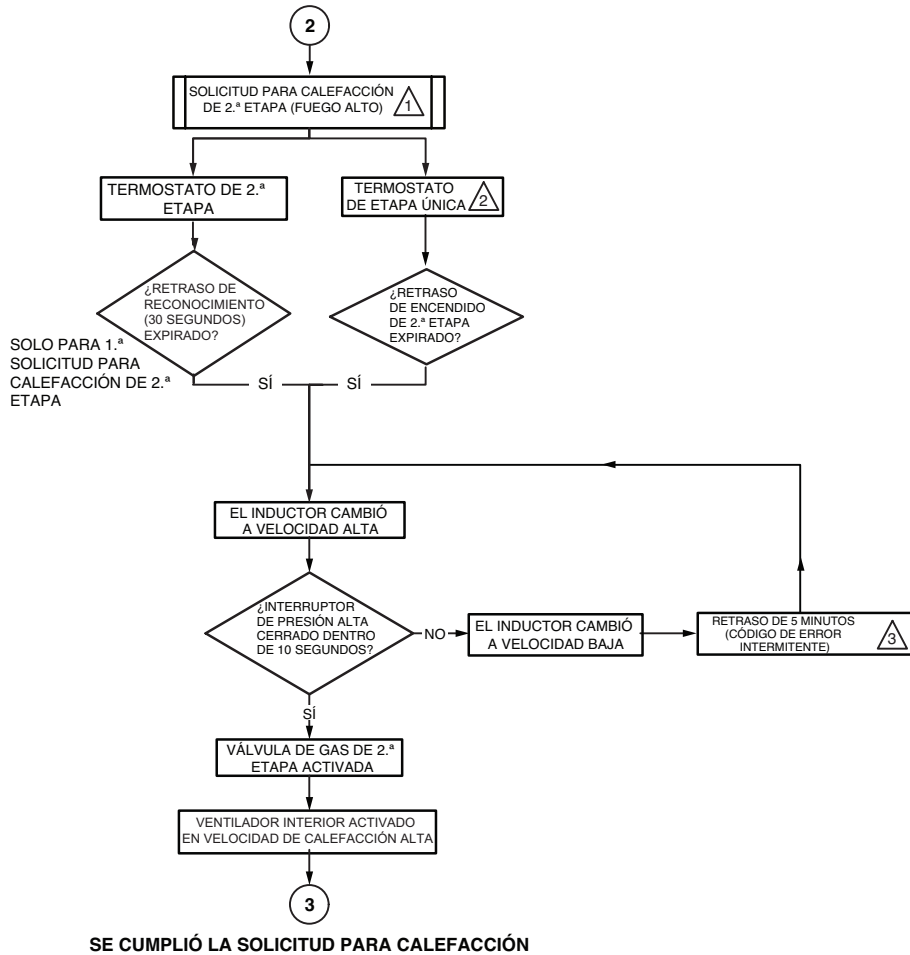 2
SOLICITUD PARA CALEFACCIÓN
DE 2.ª ETAPA (FUEGO ALTO)
1
TERMOSTATO DE 2.ª
ETAPA
TERMOSTATO
DE ETAPA ÚNICA
2
¿RETRASO DE
RECONOCIMIENTO
(30 SEGUNDOS)
EXPIRADO?
¿RETRASO
DE ENCENDIDO
DE 2.ª ETAPA
EXPIRADO?
SOLO PARA 1.ª
SOLICITUD PARA
CALEFACCIÓN DE 2.ª
ETAPA
SÍ
SÍ
EL INDUCTOR CAMBIÓ
A VELOCIDAD ALTA
¿INTERRUPTOR
DE PRESIÓN ALTA
CERRADO DENTRO
DE 10 SEGUNDOS?
NO
EL INDUCTOR CAMBIÓ
A VELOCIDAD BAJA
RETRASO DE 5 MINUTOS
(CÓDIGO DE ERROR
INTERMITENTE)
3
SÍ
VÁLVULA DE GAS DE 2.ª
ETAPA ACTIVADA
VENTILADOR INTERIOR ACTIVADO
EN VELOCIDAD DE CALEFACCIÓN ALTA
3
SE CUMPLIÓ LA SOLICITUD PARA CALEFACCIÓN